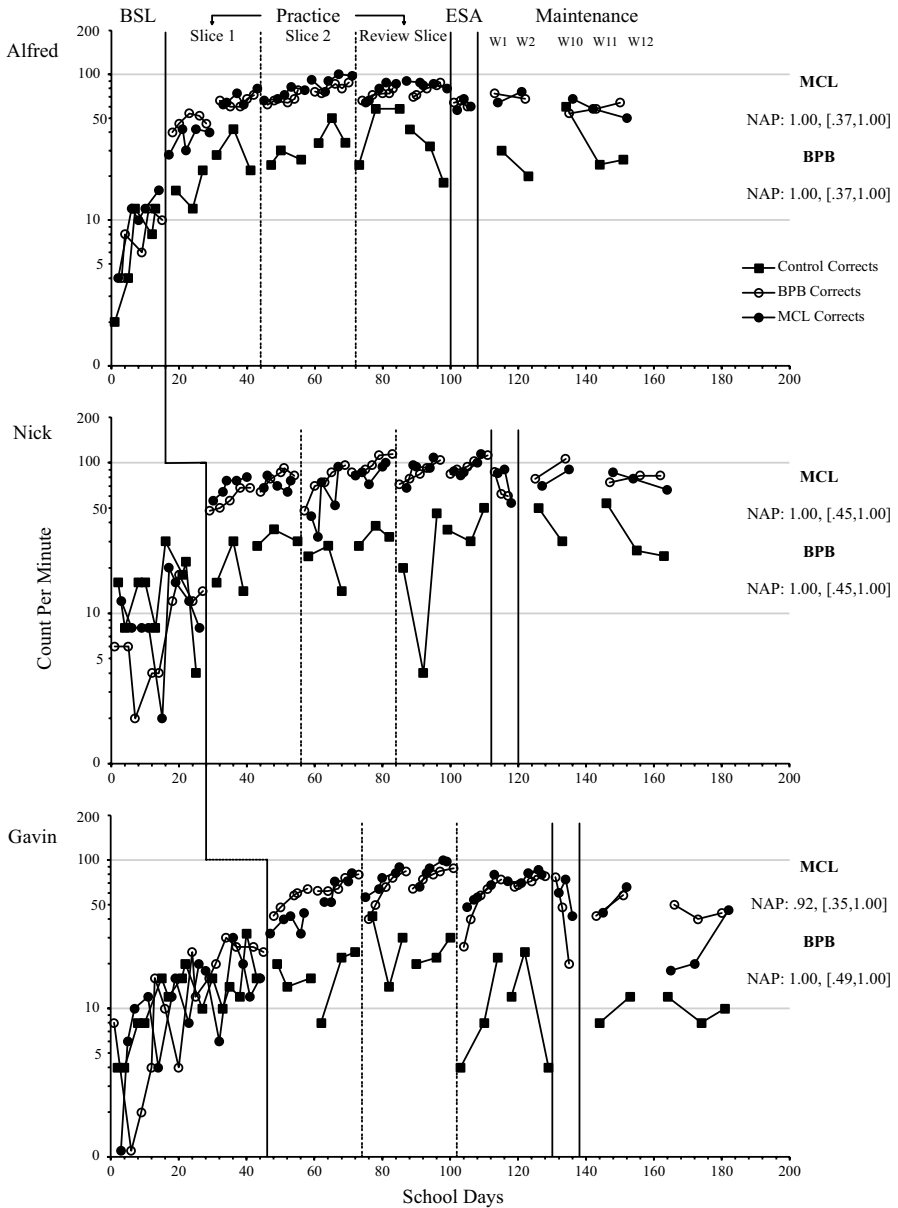 BSL Practice ESA Maintenance
Slice 1 Slice 2 Review Slice W1 W2 W10 W11 W12
Alfred
200
100
50
10
5
0
0 20 40 60 80 100 120 140 160 180 200
MCL
NAP: 1.00, [.37,1.00]
BPB
NAP: 1.00, [.37,1.00]
Control Corrects
BPB Corrects
MCL Corrects
Nick
200
100
50
10
5
0
0 20 40 60 80 100 120 140 160 180 200
MCL
NAP: 1.00, [.45,1.00]
BPB
NAP: 1.00, [.45,1.00]
Count Per Minute
Gavin
200
100
50
10
5
0
0 20 40 60 80 100 120 140 160 180 200
MCL
NAP: .92, [.35,1.00]
BPB
NAP: 1.00, [.49,1.00]
School Days